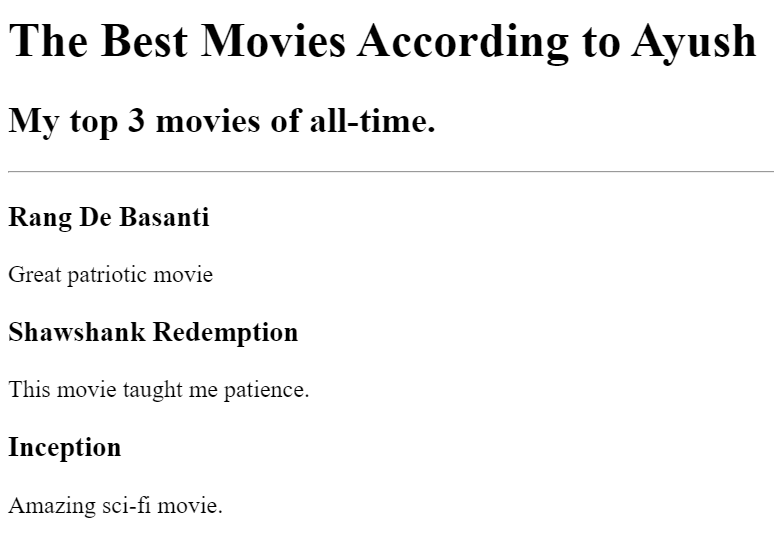 The Best Movies According to Ayush
My top 3 movies of all-time.
Rang De Basanti
Great patriotic movie
Shawshank Redemption
This movie taught me patience.
Inception
Amazing sci-fi movie.